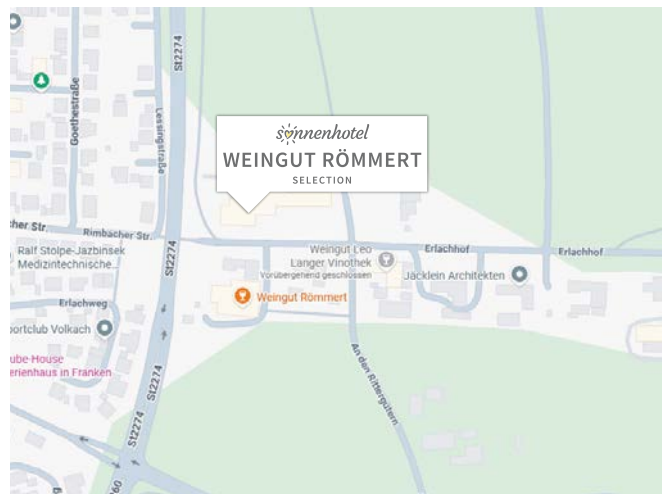 St2274
Goethestraße
Lessingstraße
sonnenhotel
WEINGUT RÖMMERT
SELECTION
cher Str.
Rimbacher Str.
Ralf Stolpe-Jazbinsek
Medizintechnische...
St2274
Weingut Leo
Langer Vinothek
Vorübergehend geschlossen
Erlachhof
Erlachhof
Jäcklein Architekten
Weingut Römmert
Erlachweg
portclub Volkach
ube-House
erienhaus in Franken
An den Rittergütern
St2274
St2274